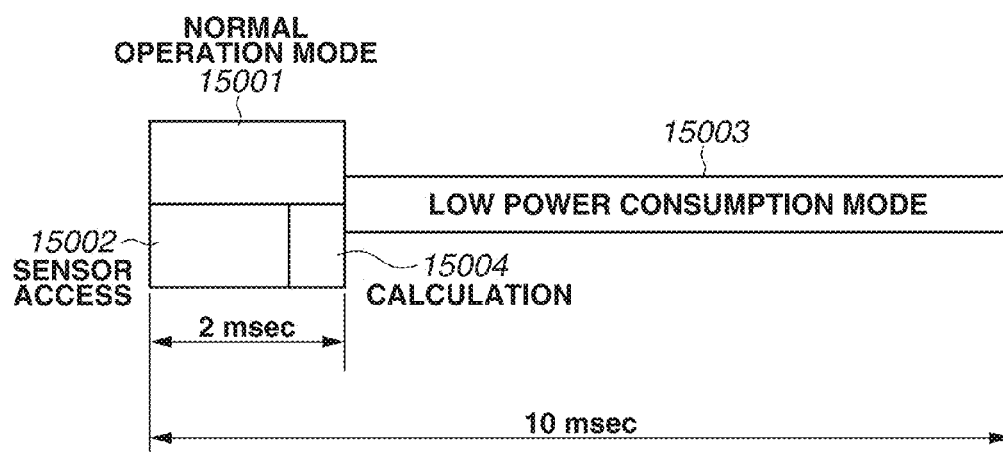 NORMAL
OPERATION MODE
15001
15003
LOW POWER CONSUMPTION MODE
15002
SENSOR
ACCESS
15004
CALCULATION
2 msec
10 msec